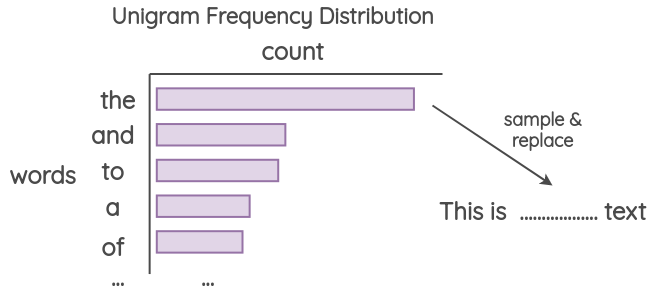 Unigram Frequency Distribution
count
the
and
words
to
a
of
... ...
sample &
replace
This is .................. text